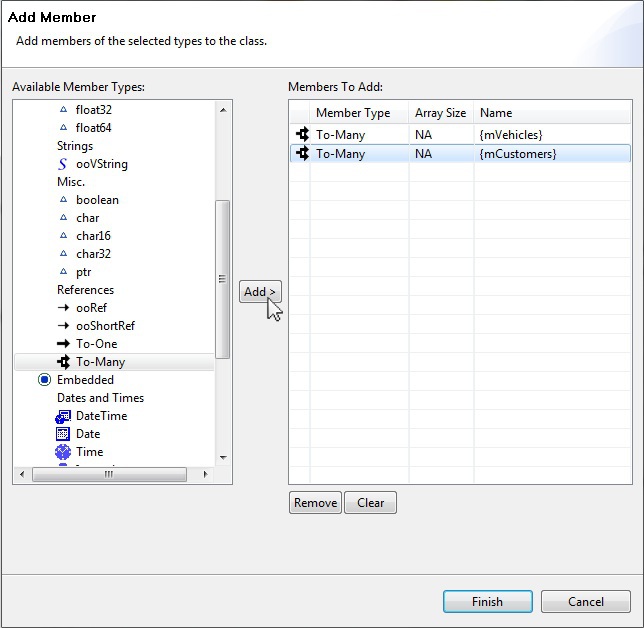 Add Member
Add members of the selected types to the class.
Available Member Types:
float32
float64
Strings
ooVString
Misc.
boolean
char
char16
char32
ptr
References
ooRef
ooShortRef
To-One
To-Many
Embedded
Dates and Times
DateTime
Date
Time
Add >
Members To Add:
Member Type Array Size Name
To-Many NA {mVehicles}
To-Many NA {mCustomers}
Remove Clear
Finish Cancel